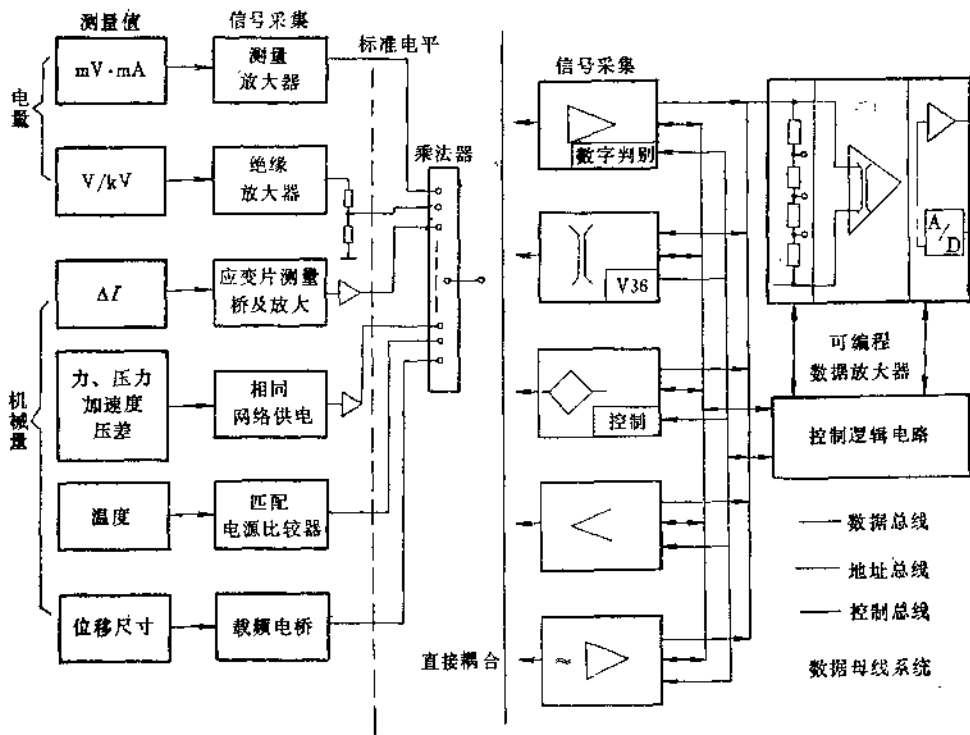 测量值
信号采集
标准电平
电量
mV·mA
测量
放大器
V/kV
绝缘
放大器
乘法器
机械量
ΔI
应变片测量
桥及放大
力、压力
加速度
压差
相同
网络供电
温度
匹配
电源比较器
位移尺寸
载频电桥
信号采集
数字判别
V36
控制
直接耦合
≈
A/D
可编程
数据放大器
控制逻辑电路
数据总线
地址总线
控制总线
数据母线系统